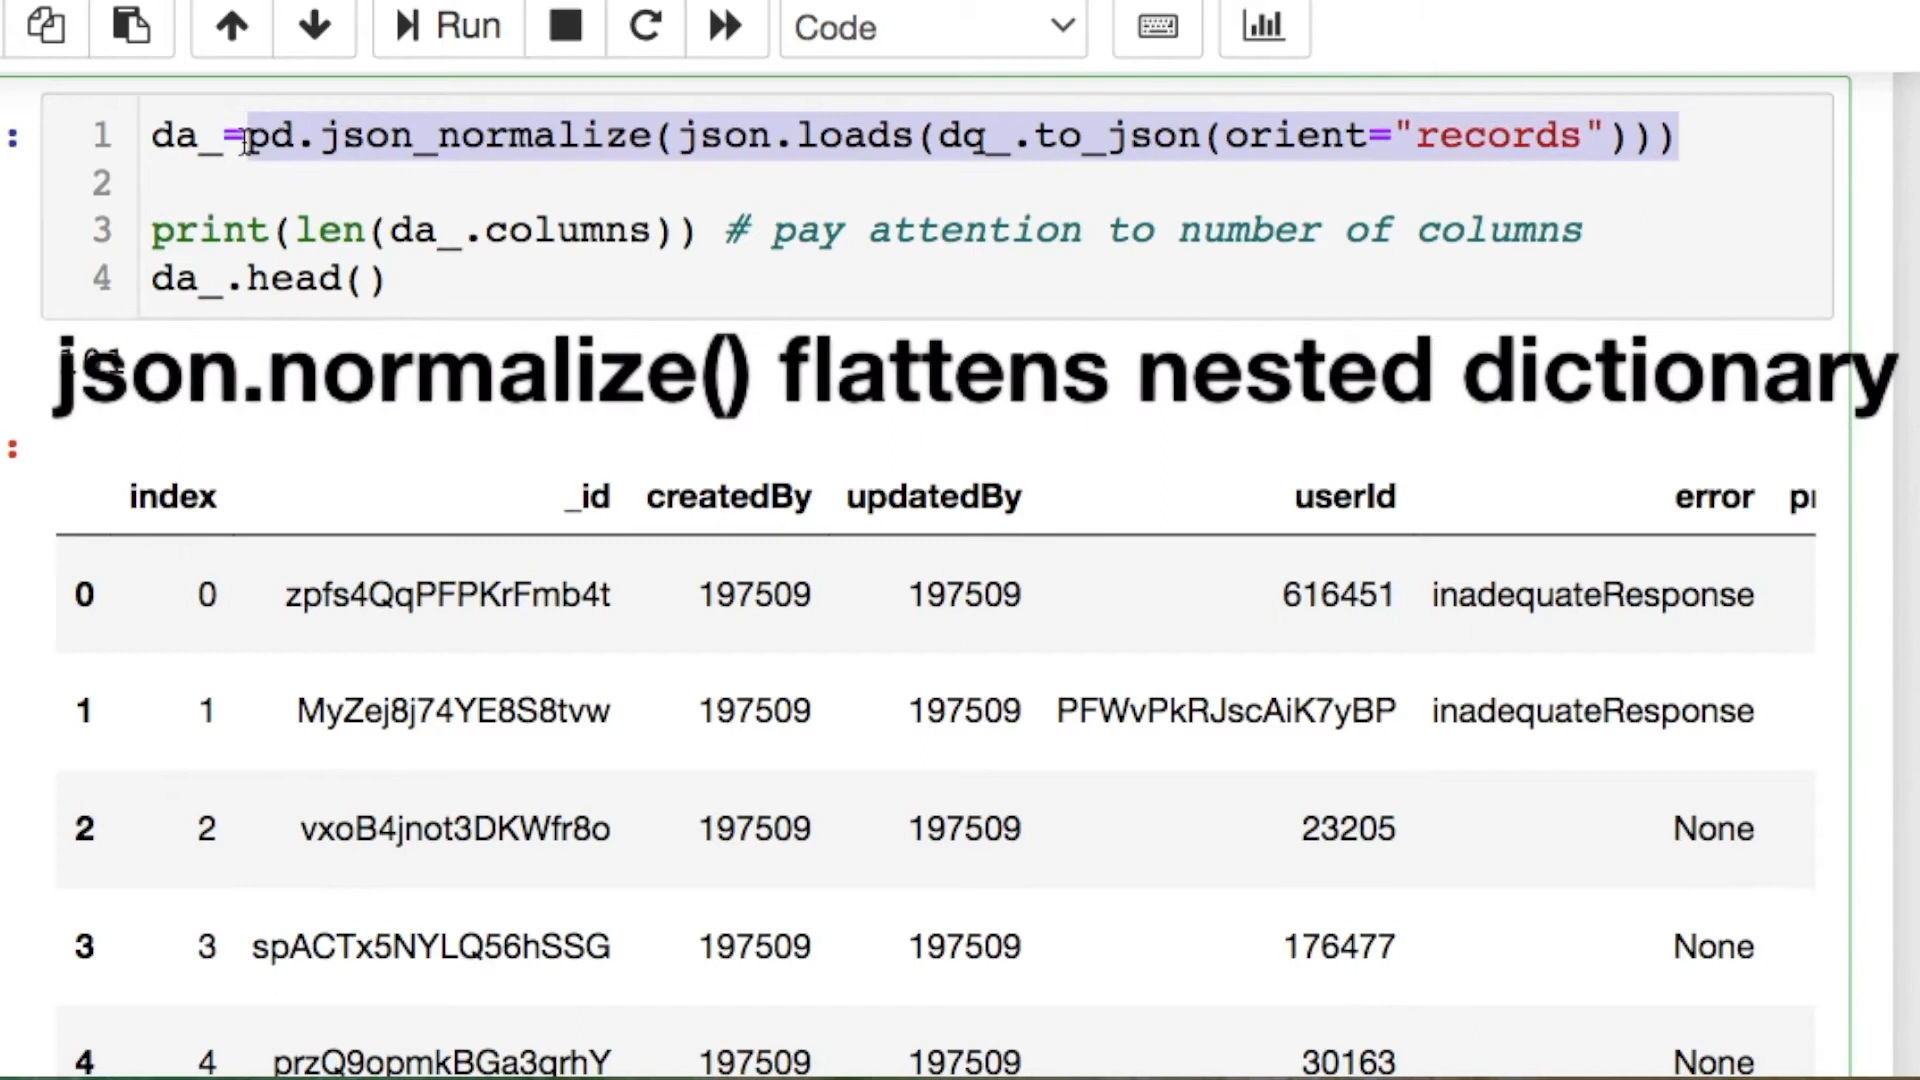 Run Code
1 da_=pd.json_normalize(json.loads(dq_.to_json(orient="records")))
2
3 print(len(da_.columns)) # pay attention to number of columns
4 da_.head()
json.normalize() flattens nested dictionary
index _id createdBy updatedBy userId error
0 0 zpfs4QqPFPKrFmb4t 197509 197509 616451 inadequateResponse
1 1 MyZej8j74YE8S8tvw 197509 197509 PFWvPkRJscAiK7yBP inadequateResponse
2 2 vxoB4jnot3DKWfr8o 197509 197509 23205 None
3 3 spACTx5NYLQ56hSSG 197509 197509 176477 None
4 4 przQ9opmkBGa3qrhY 197509 197509 30163 None